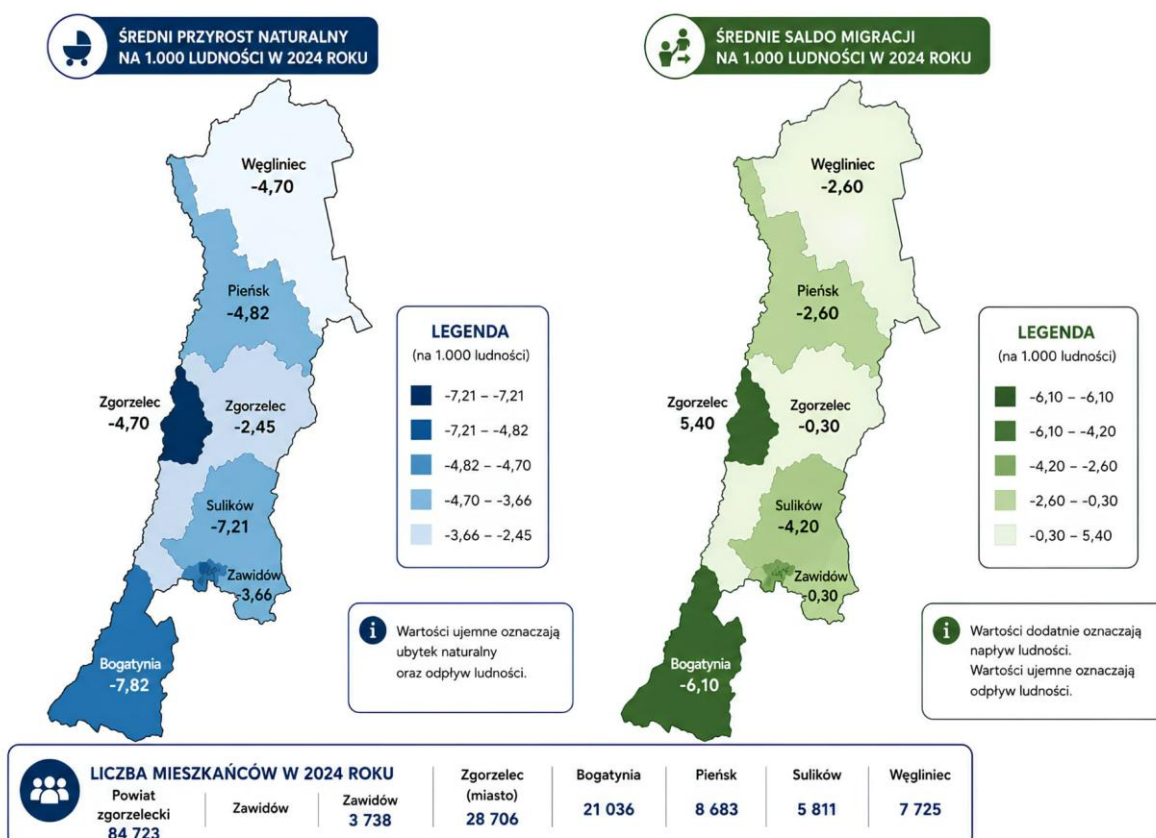 ŚREDNI PRZYROST NATURALNY
NA 1.000 LUDNOŚCI W 2024 ROKU
Węgliniec
-4,70
Pieńsk
-4,82
Zgorzelec
-4,70
Zgorzelec
-2,45
Sulików
-7,21
Zawidów
-3,66
Bogatynia
-7,82
LEGENDA
(na 1.000 ludności)
-7,21 – -7,21
-7,21 – -4,82
-4,82 – -4,70
-4,70 – -3,66
-3,66 – -2,45
Wartości ujemne oznaczają
ubytek naturalny
oraz odpływ ludności.
ŚREDNIE SALDO MIGRACJI
NA 1.000 LUDNOŚCI W 2024 ROKU
Węgliniec
-2,60
Pieńsk
-2,60
Zgorzelec
5,40
Zgorzelec
-0,30
Sulików
-4,20
Zawidów
-0,30
Bogatynia
-6,10
LEGENDA
(na 1.000 ludności)
-6,10 – -6,10
-6,10 – -4,20
-4,20 – -2,60
-2,60 – -0,30
-0,30 – 5,40
Wartości dodatnie oznaczają
napływ ludności.
Wartości ujemne oznaczają
odpływ ludności.
LICZBA MIESZKAŃCÓW W 2024 ROKU
Powiat
zgorzelecki
84 723
Zawidów
Zawidów
3 738
Zgorzelec
(miasto)
28 706
Bogatynia
21 036
Pieńsk
8 683
Sulików
5 811
Węgliniec
7 725